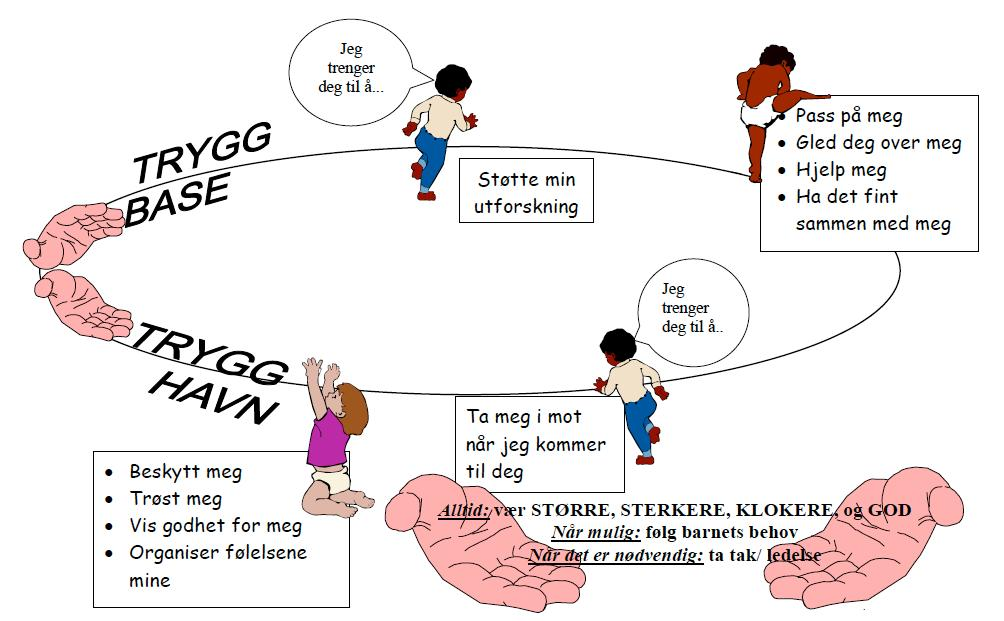 Jeg
trenger
deg til å...
TRYGG
BASE
Støtte min
utforskning
• Pass på meg
• Gled deg over meg
• Hjelp meg
• Ha det fint
sammen med meg
Jeg
trenger
deg til å..
TRYGG
HAVN
Ta meg i mot
når jeg kommer
til deg
• Beskytt meg
• Trøst meg
• Vis godhet for meg
• Organiser følelsene
mine
Alltid: vær STØRRE, STERKERE, KLOKERE, og GOD
Når mulig: følg barnets behov
Når det er nødvendig: ta tak/ ledelse